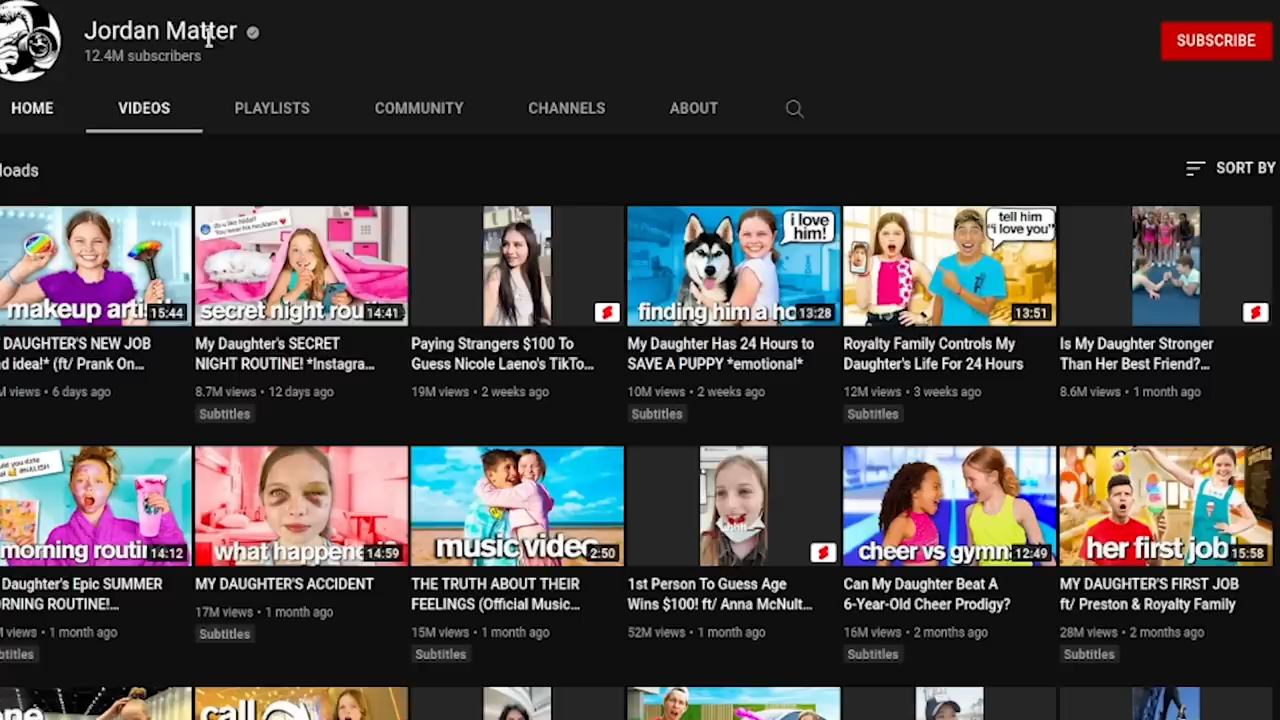 Jordan Matter
12.4M subscribers
SUBSCRIBE
HOME VIDEOS PLAYLISTS COMMUNITY CHANNELS ABOUT
loads
SORT BY
i love
him!
tell him
"i love you"
makeup arti
15:44
secret night rou
14:41
finding him a ho
13:28
13:51
DAUGHTER'S NEW JOB
d idea!* (ft/ Prank On...
views • 6 days ago
My Daughter's SECRET
NIGHT ROUTINE! *Instagra...
8.7M views • 12 days ago
Subtitles
Paying Strangers $100 To
Guess Nicole Laeno's TikTo...
19M views • 2 weeks ago
My Daughter Has 24 Hours to
SAVE A PUPPY *emotional*
10M views • 2 weeks ago
Subtitles
Royalty Family Controls My
Daughter's Life For 24 Hours
12M views • 3 weeks ago
Subtitles
Is My Daughter Stronger
Than Her Best Friend?...
8.6M views • 1 month ago
morning routi
14:12
what happene
14:59
music video
2:50
cheer vs gymn
12:49
her first job
15:58
Daughter's Epic SUMMER
RNING ROUTINE!...
views • 1 month ago
btitles
MY DAUGHTER'S ACCIDENT
17M views • 1 month ago
Subtitles
THE TRUTH ABOUT THEIR
FEELINGS (Official Music...
15M views • 1 month ago
Subtitles
1st Person To Guess Age
Wins $100! ft/ Anna McNult...
52M views • 1 month ago
Can My Daughter Beat A
6-Year-Old Cheer Prodigy?
16M views • 2 months ago
Subtitles
MY DAUGHTER'S FIRST JOB
ft/ Preston & Royalty Family
28M views • 2 months ago
Subtitles
call